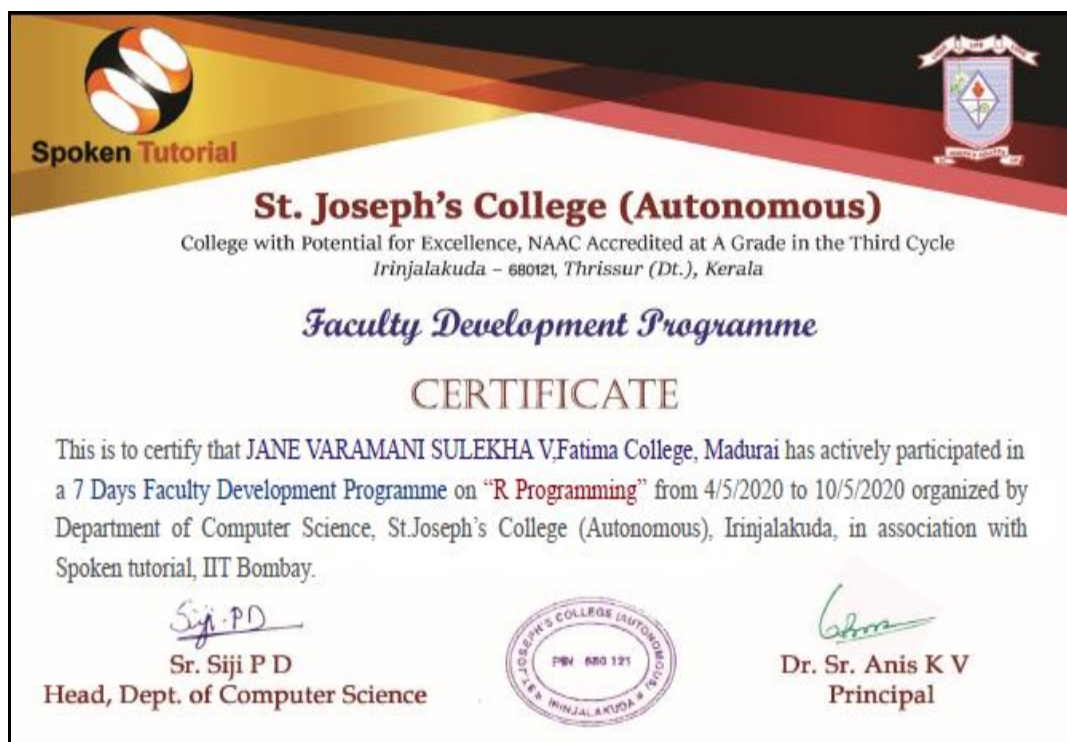 Spoken Tutorial
St. Joseph's College (Autonomous)
College with Potential for Excellence, NAAC Accredited at A Grade in the Third Cycle
Irinjalakuda – 680121, Thrissur (Dt.), Kerala
Faculty Development Programme
CERTIFICATE
This is to certify that JANE VARAMANI SULEKHA V,Fatima College, Madurai has actively participated in
a 7 Days Faculty Development Programme on “R Programming” from 4/5/2020 to 10/5/2020 organized by
Department of Computer Science, St.Joseph’s College (Autonomous), Irinjalakuda, in association with
Spoken tutorial, IIT Bombay.
Siji. PD
Sr. Siji P D
Head, Dept. of Computer Science
ST. JOSEPH'S COLLEGE (AUTONOMOUS)
PIN 680 121
IRINJALAKUDA
Dr. Sr. Anis K V
Principal